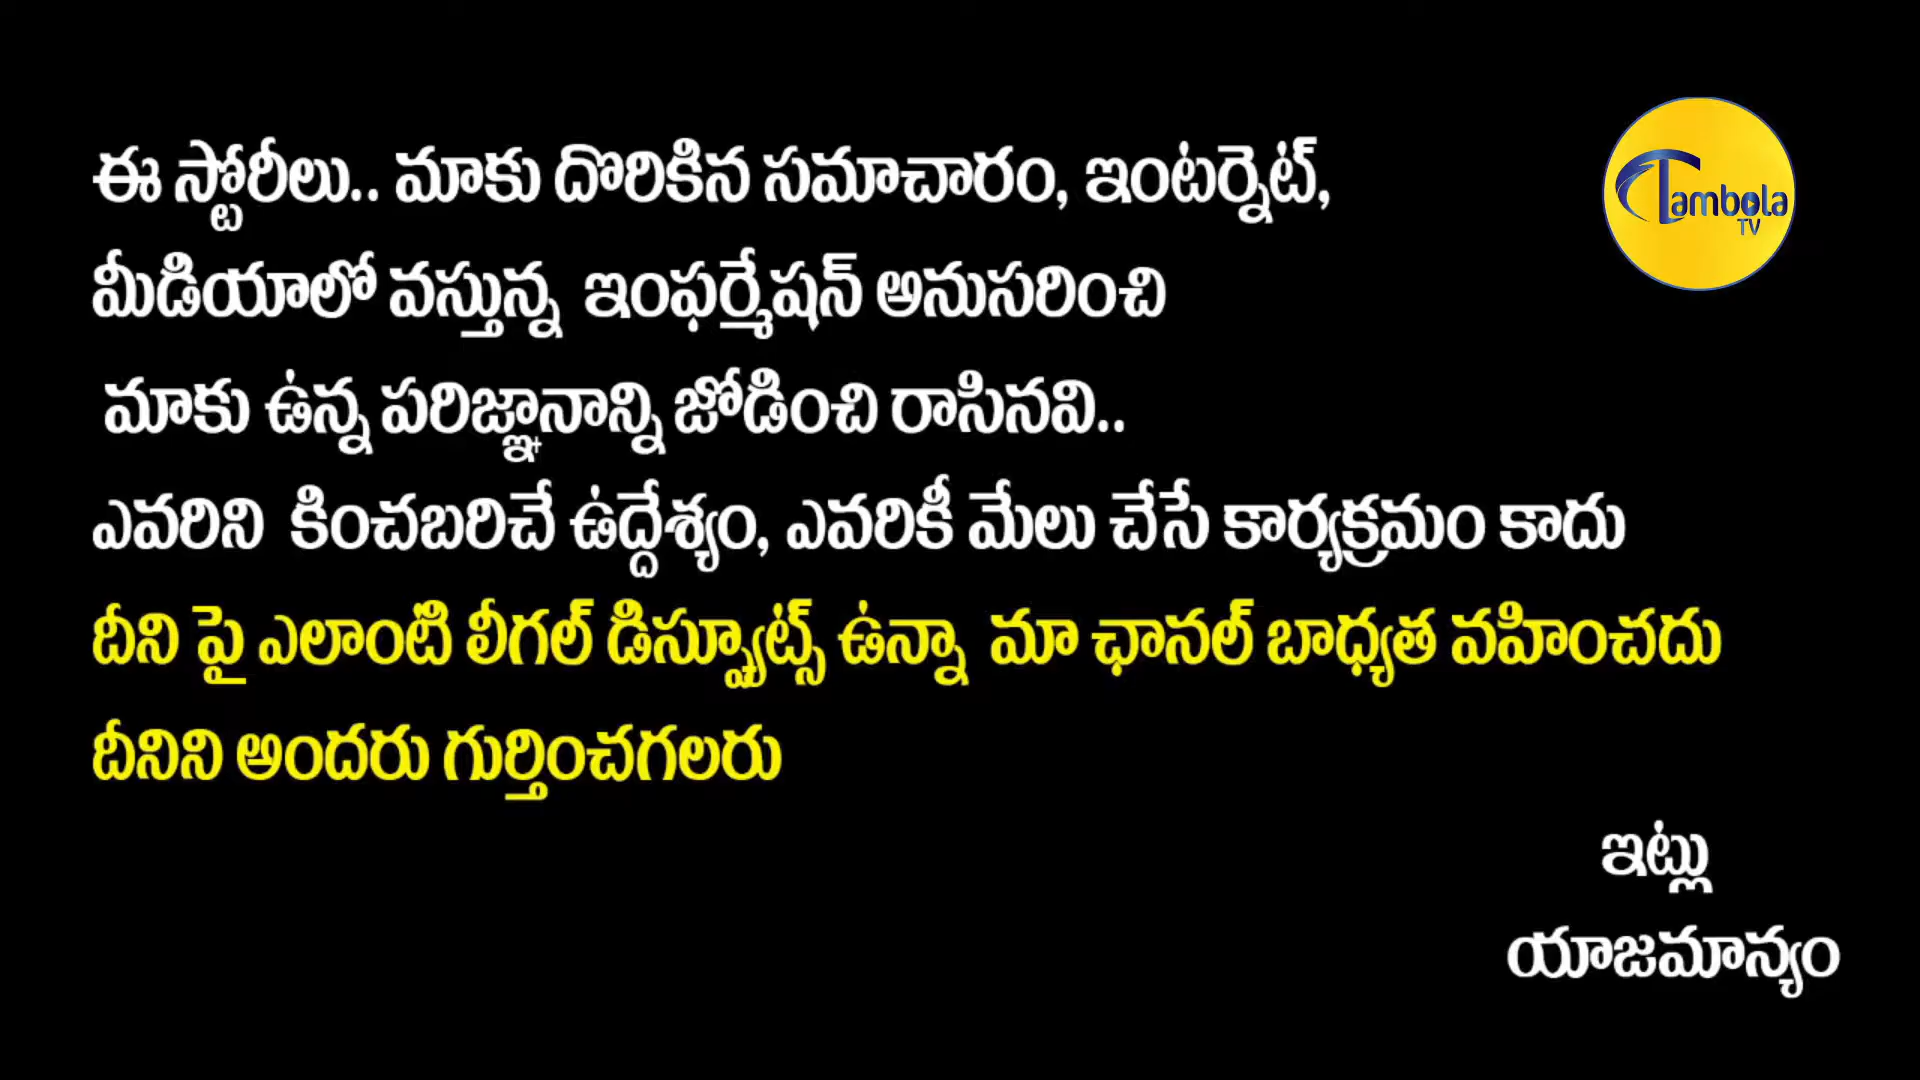 ఈ స్టోరీలు.. మాకు దొరికిన సమాచారం, ఇంటర్నెట్,
Tambola
TV
మీడియాలో వస్తున్న ఇంఫర్మేషన్ అనుసరించి
మాకు ఉన్న పరిజ్ఞానాన్ని జోడించి రాసినవి..
ఎవరిని కించబరిచే ఉద్దేశ్యం, ఎవరికీ మేలు చేసే కార్యక్రమం కాదు
దీని పై ఎలాంటి లీగల్ డిస్ప్యూట్స్ ఉన్నా మా ఛానల్ బాధ్యత వహించదు
దీనిని అందరు గుర్తించగలరు
ఇట్లు
యాజమాన్యం